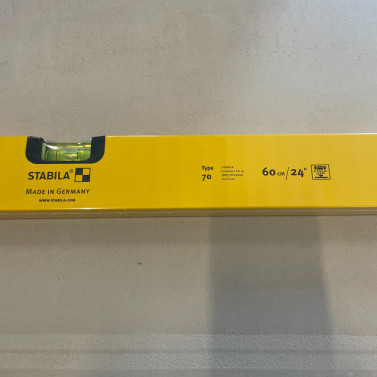 STABILA
MADE IN GERMANY
WWW.STABILA.COM
Type
70
60 cm/24"